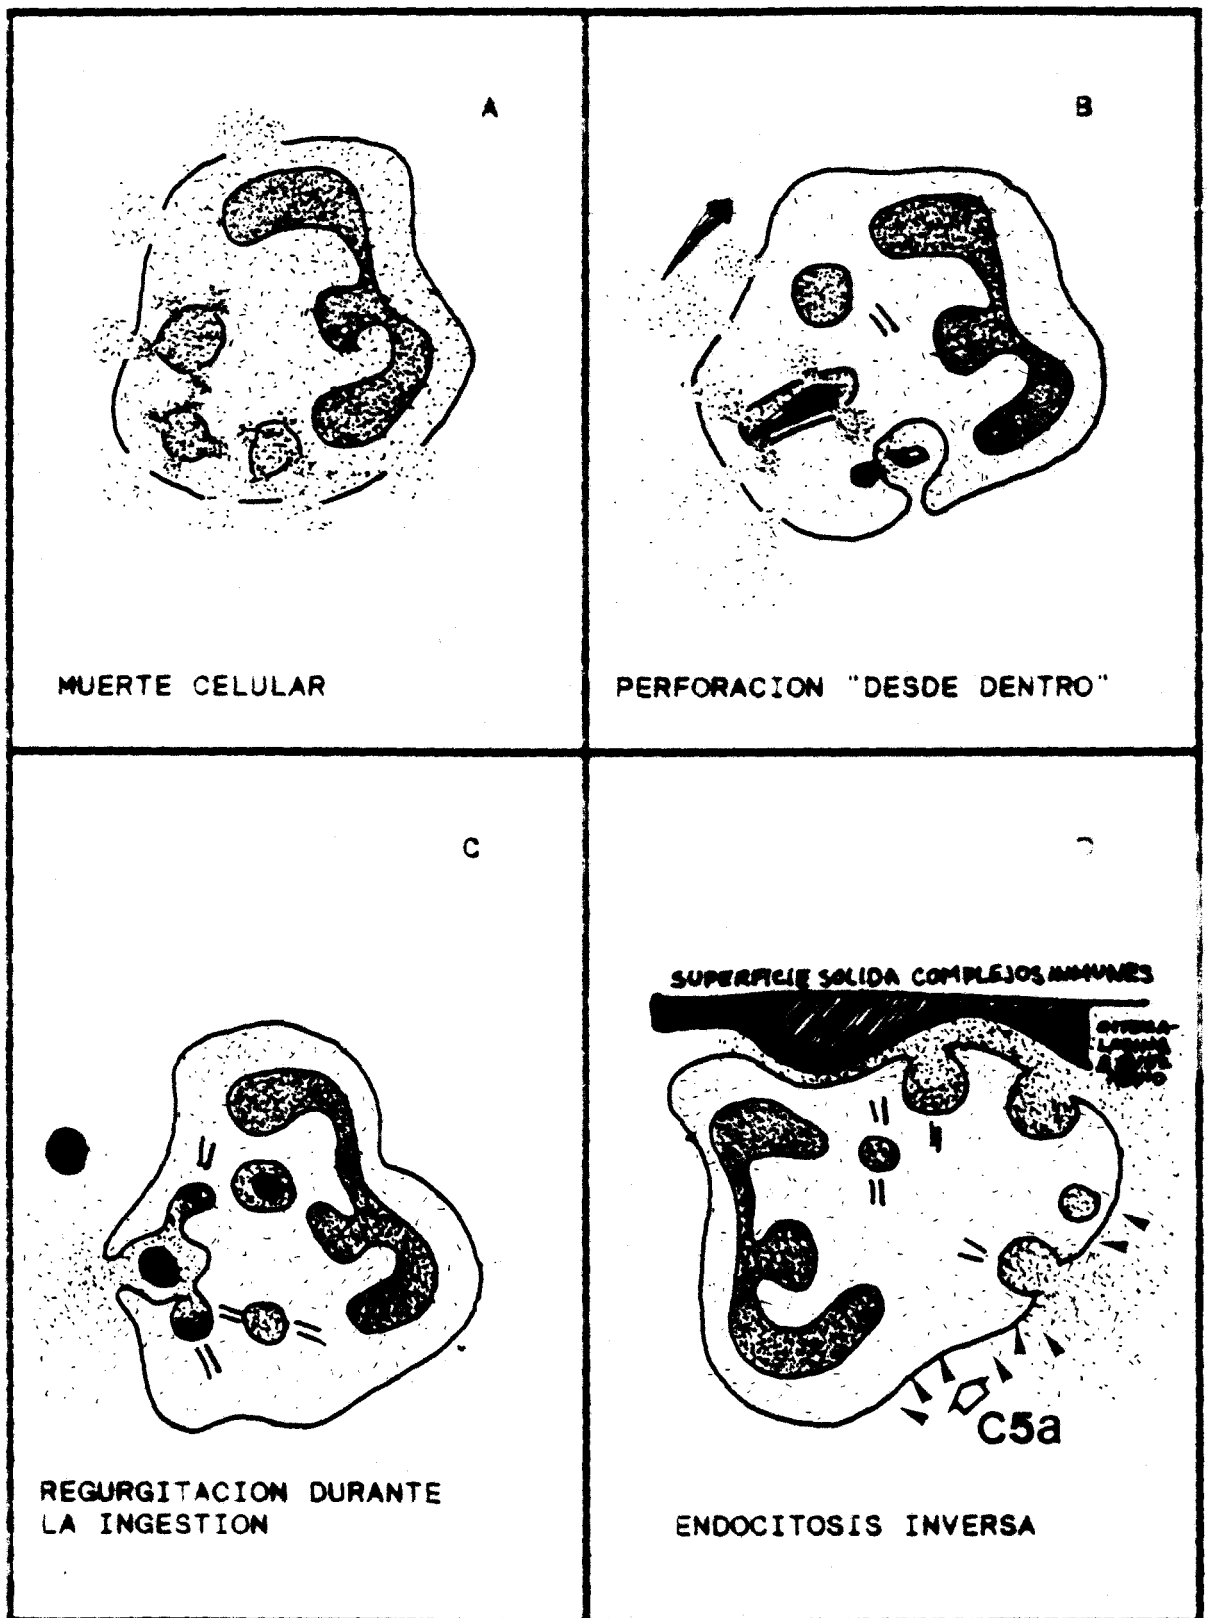 A
B
MUERTE CELULAR
PERFORACION "DESDE DENTRO"
C
SUPERFICIE SOLIDA COMPLEJOS INMUNES
C5a
REGURGITACION DURANTE
LA INGESTION
ENDOCITOSIS INVERSA